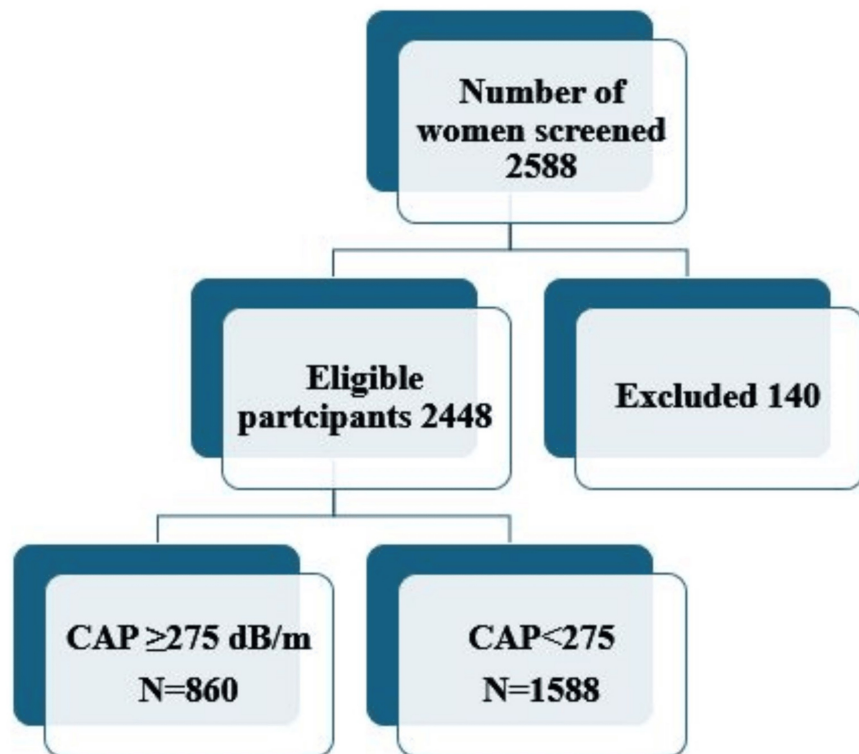 Number of
women screened
2588
Eligible
partcipants 2448
Excluded 140
CAP ≥275 dB/m
N=860
CAP<275
N=1588